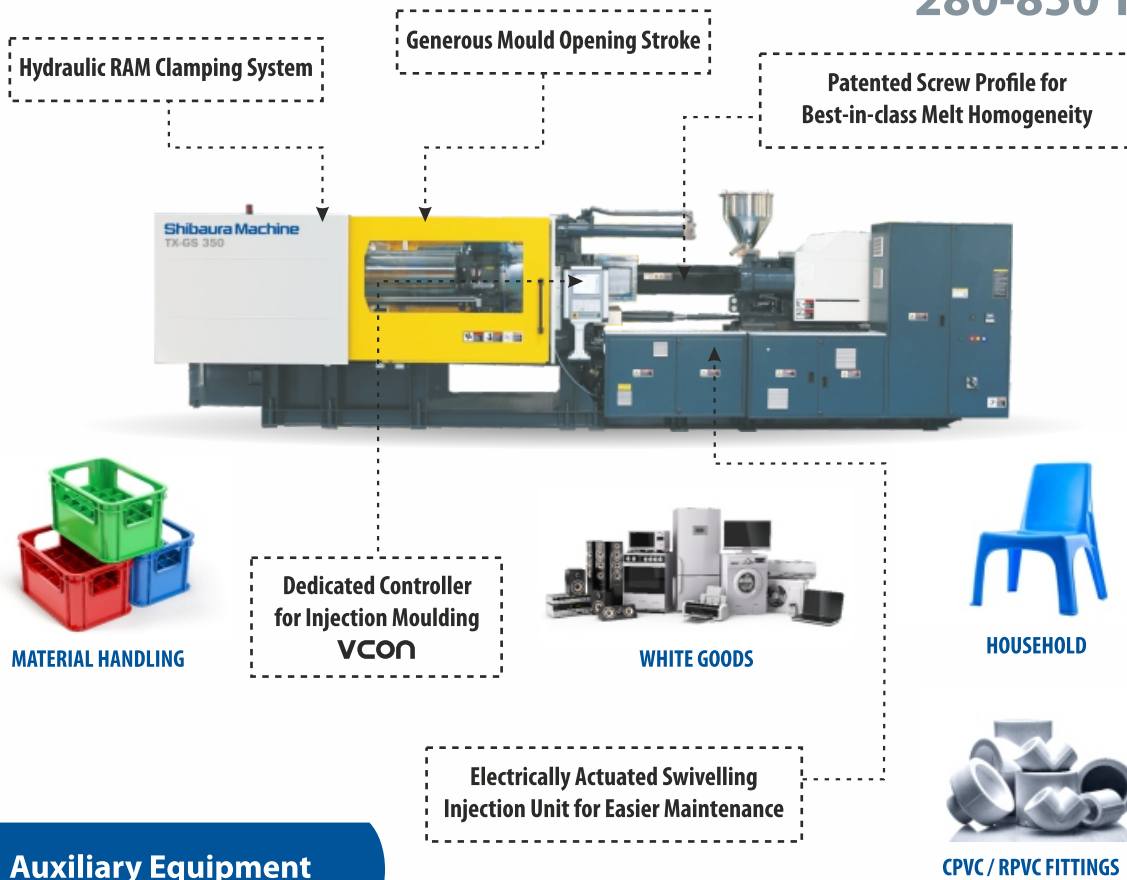 280-850
Generous Mould Opening Stroke
Hydraulic RAM Clamping System
Patented Screw Profile for
Best-in-class Melt Homogeneity
Shibaura Machine
TX-GS 350
Dedicated Controller
for Injection Moulding
VCON
MATERIAL HANDLING
WHITE GOODS
HOUSEHOLD
Electrically Actuated Swivelling
Injection Unit for Easier Maintenance
Auxiliary Equipment
CPVC / RPVC FITTINGS